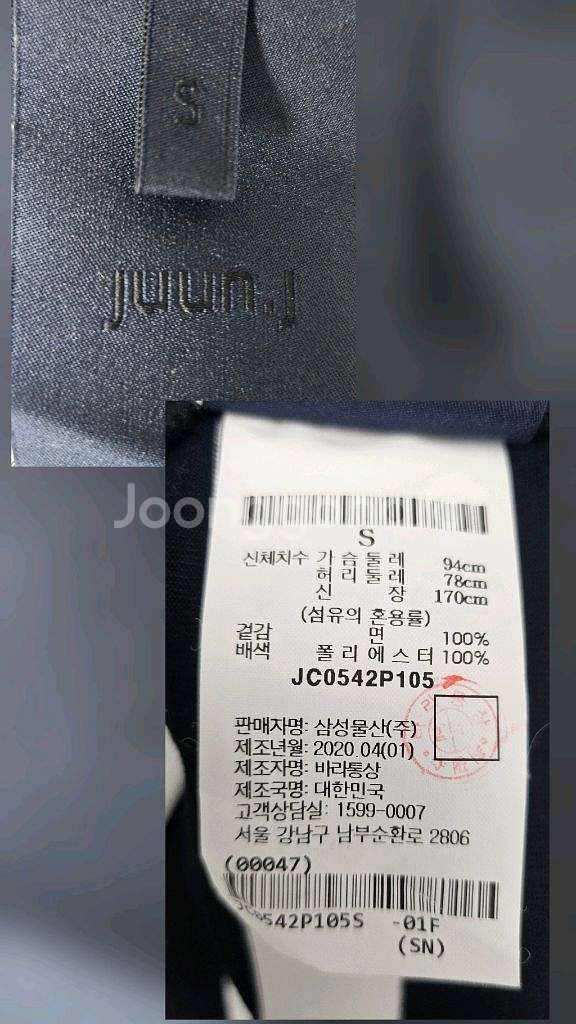 S
juun.j
Joong
S
신체치수 가슴둘레 94cm
허리둘레 78cm
신 장 170cm
(섬유의 혼용률)
겉감 면 100%
배색 폴리에스터 100%
JC0542P105
판매자명: 삼성물산(주)
제조년월: 2020.04(01)
제조자명: 바라통상
제조국명: 대한민국
고객상담실: 1599-0007
서울 강남구 남부순환로 2806
(00047)
JC0542P105S -01F
(SN)